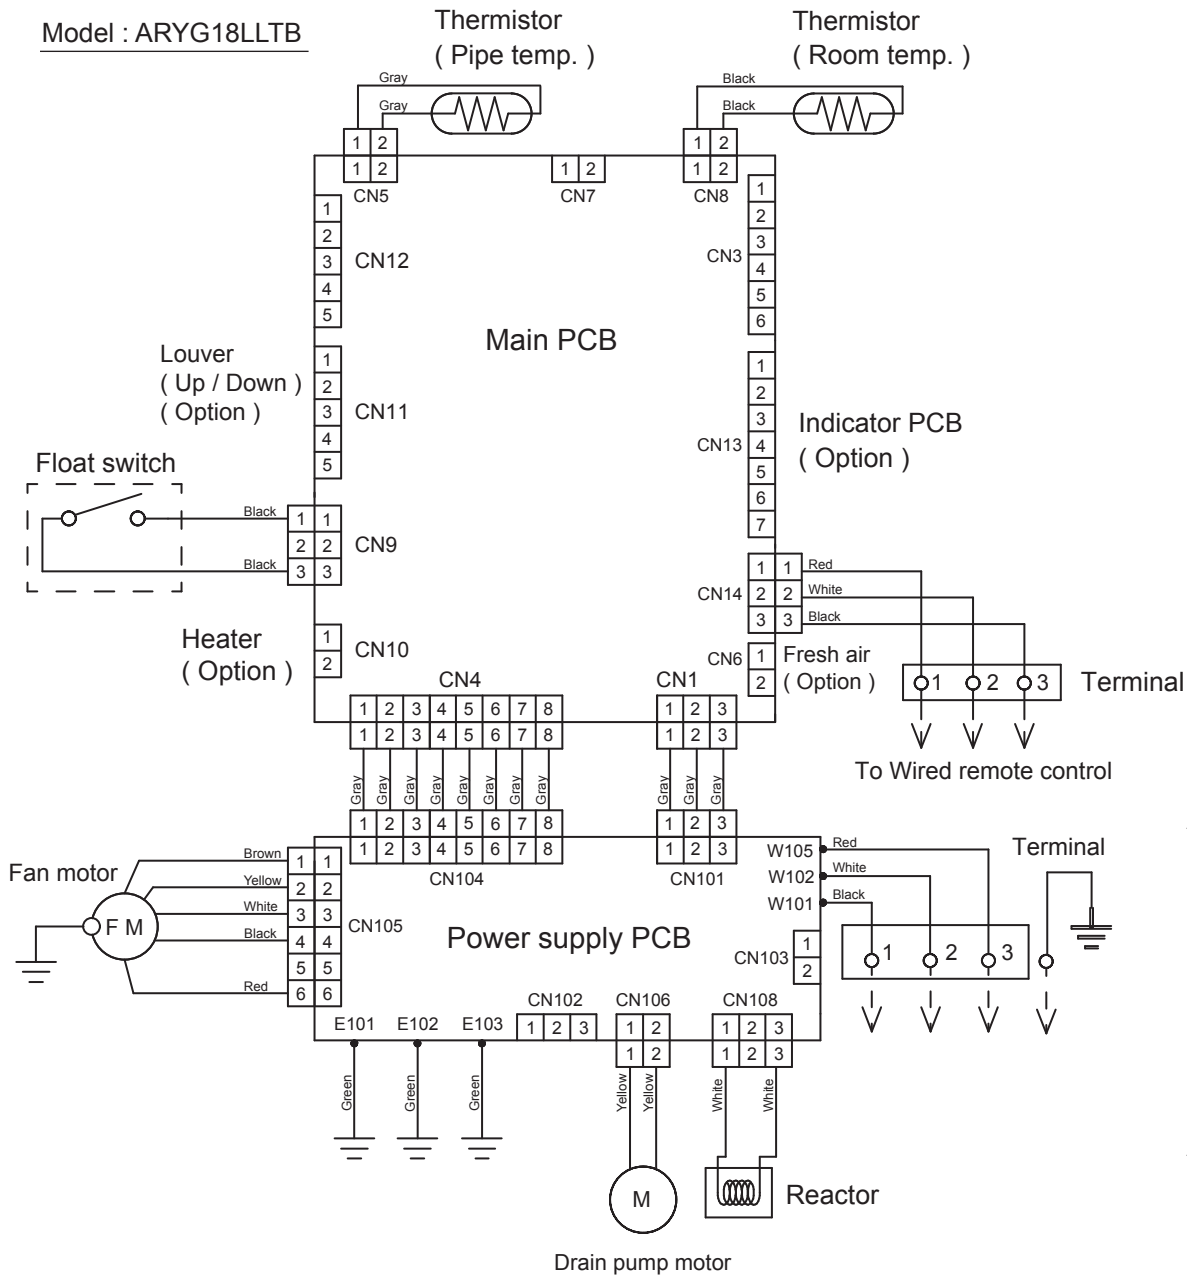 Model : ARYG18LLTB
Thermistor
( Pipe temp. )
Thermistor
( Room temp. )
Gray
Gray
Black
Black
1 2
1 2
CN5
1 2
CN7
1 2
1 2
CN8
1
2
3
4
5
CN12
1
2
3
4
5
6
CN3
Main PCB
Louver
( Up / Down )
( Option )
1
2
3
4
5
CN11
1
2
3
4
5
6
7
CN13
Indicator PCB
( Option )
Float switch
Black
Black
1 1
2 2
3 3
CN9
CN14
1 1
2 2
3 3
Red
White
Black
Heater
( Option )
1
2
CN10
CN6
1
2
Fresh air
( Option )
1 2 3
Terminal
To Wired remote control
CN4
1 2 3 4 5 6 7 8
1 2 3 4 5 6 7 8
Gray Gray Gray Gray Gray Gray Gray Gray
1 2 3 4 5 6 7 8
1 2 3 4 5 6 7 8
CN104
CN1
1 2 3
1 2 3
Gray Gray Gray
1 2 3
1 2 3
CN101
Fan motor
F M
Brown
Yellow
White
Black
Red
1 1
2 2
3 3
4 4
5 5
6 6
CN105
Power supply PCB
W105
W102
W101
Red
White
Black
Terminal
1 2 3
CN103
1
2
E101 E102 E103
Green Green Green
CN102
1 2 3
CN106
1 2
1 2
Yellow Yellow
CN108
1 2 3
1 2 3
White White
M
Drain pump motor
Reactor